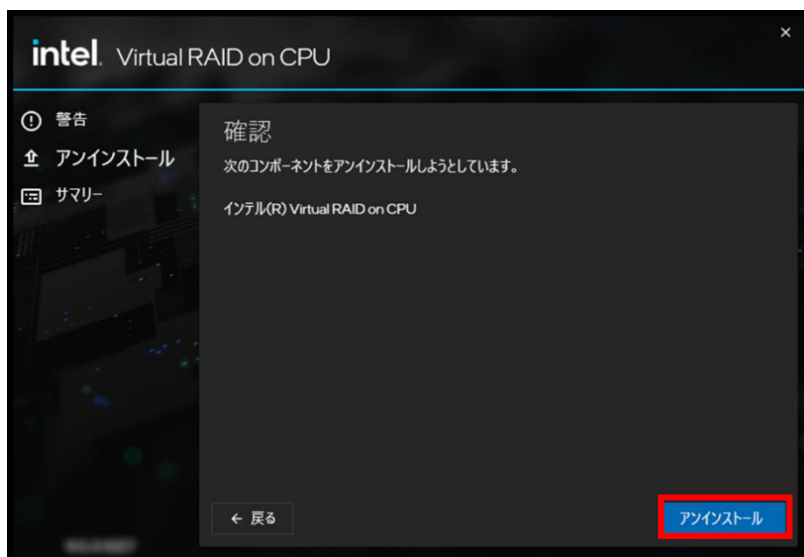 intel. Virtual RAID on CPU
警告
アンインストール
サマリー
確認
次のコンポーネントをアンインストールしようとしています。
インテル(R) Virtual RAID on CPU
← 戻る
アンインストール